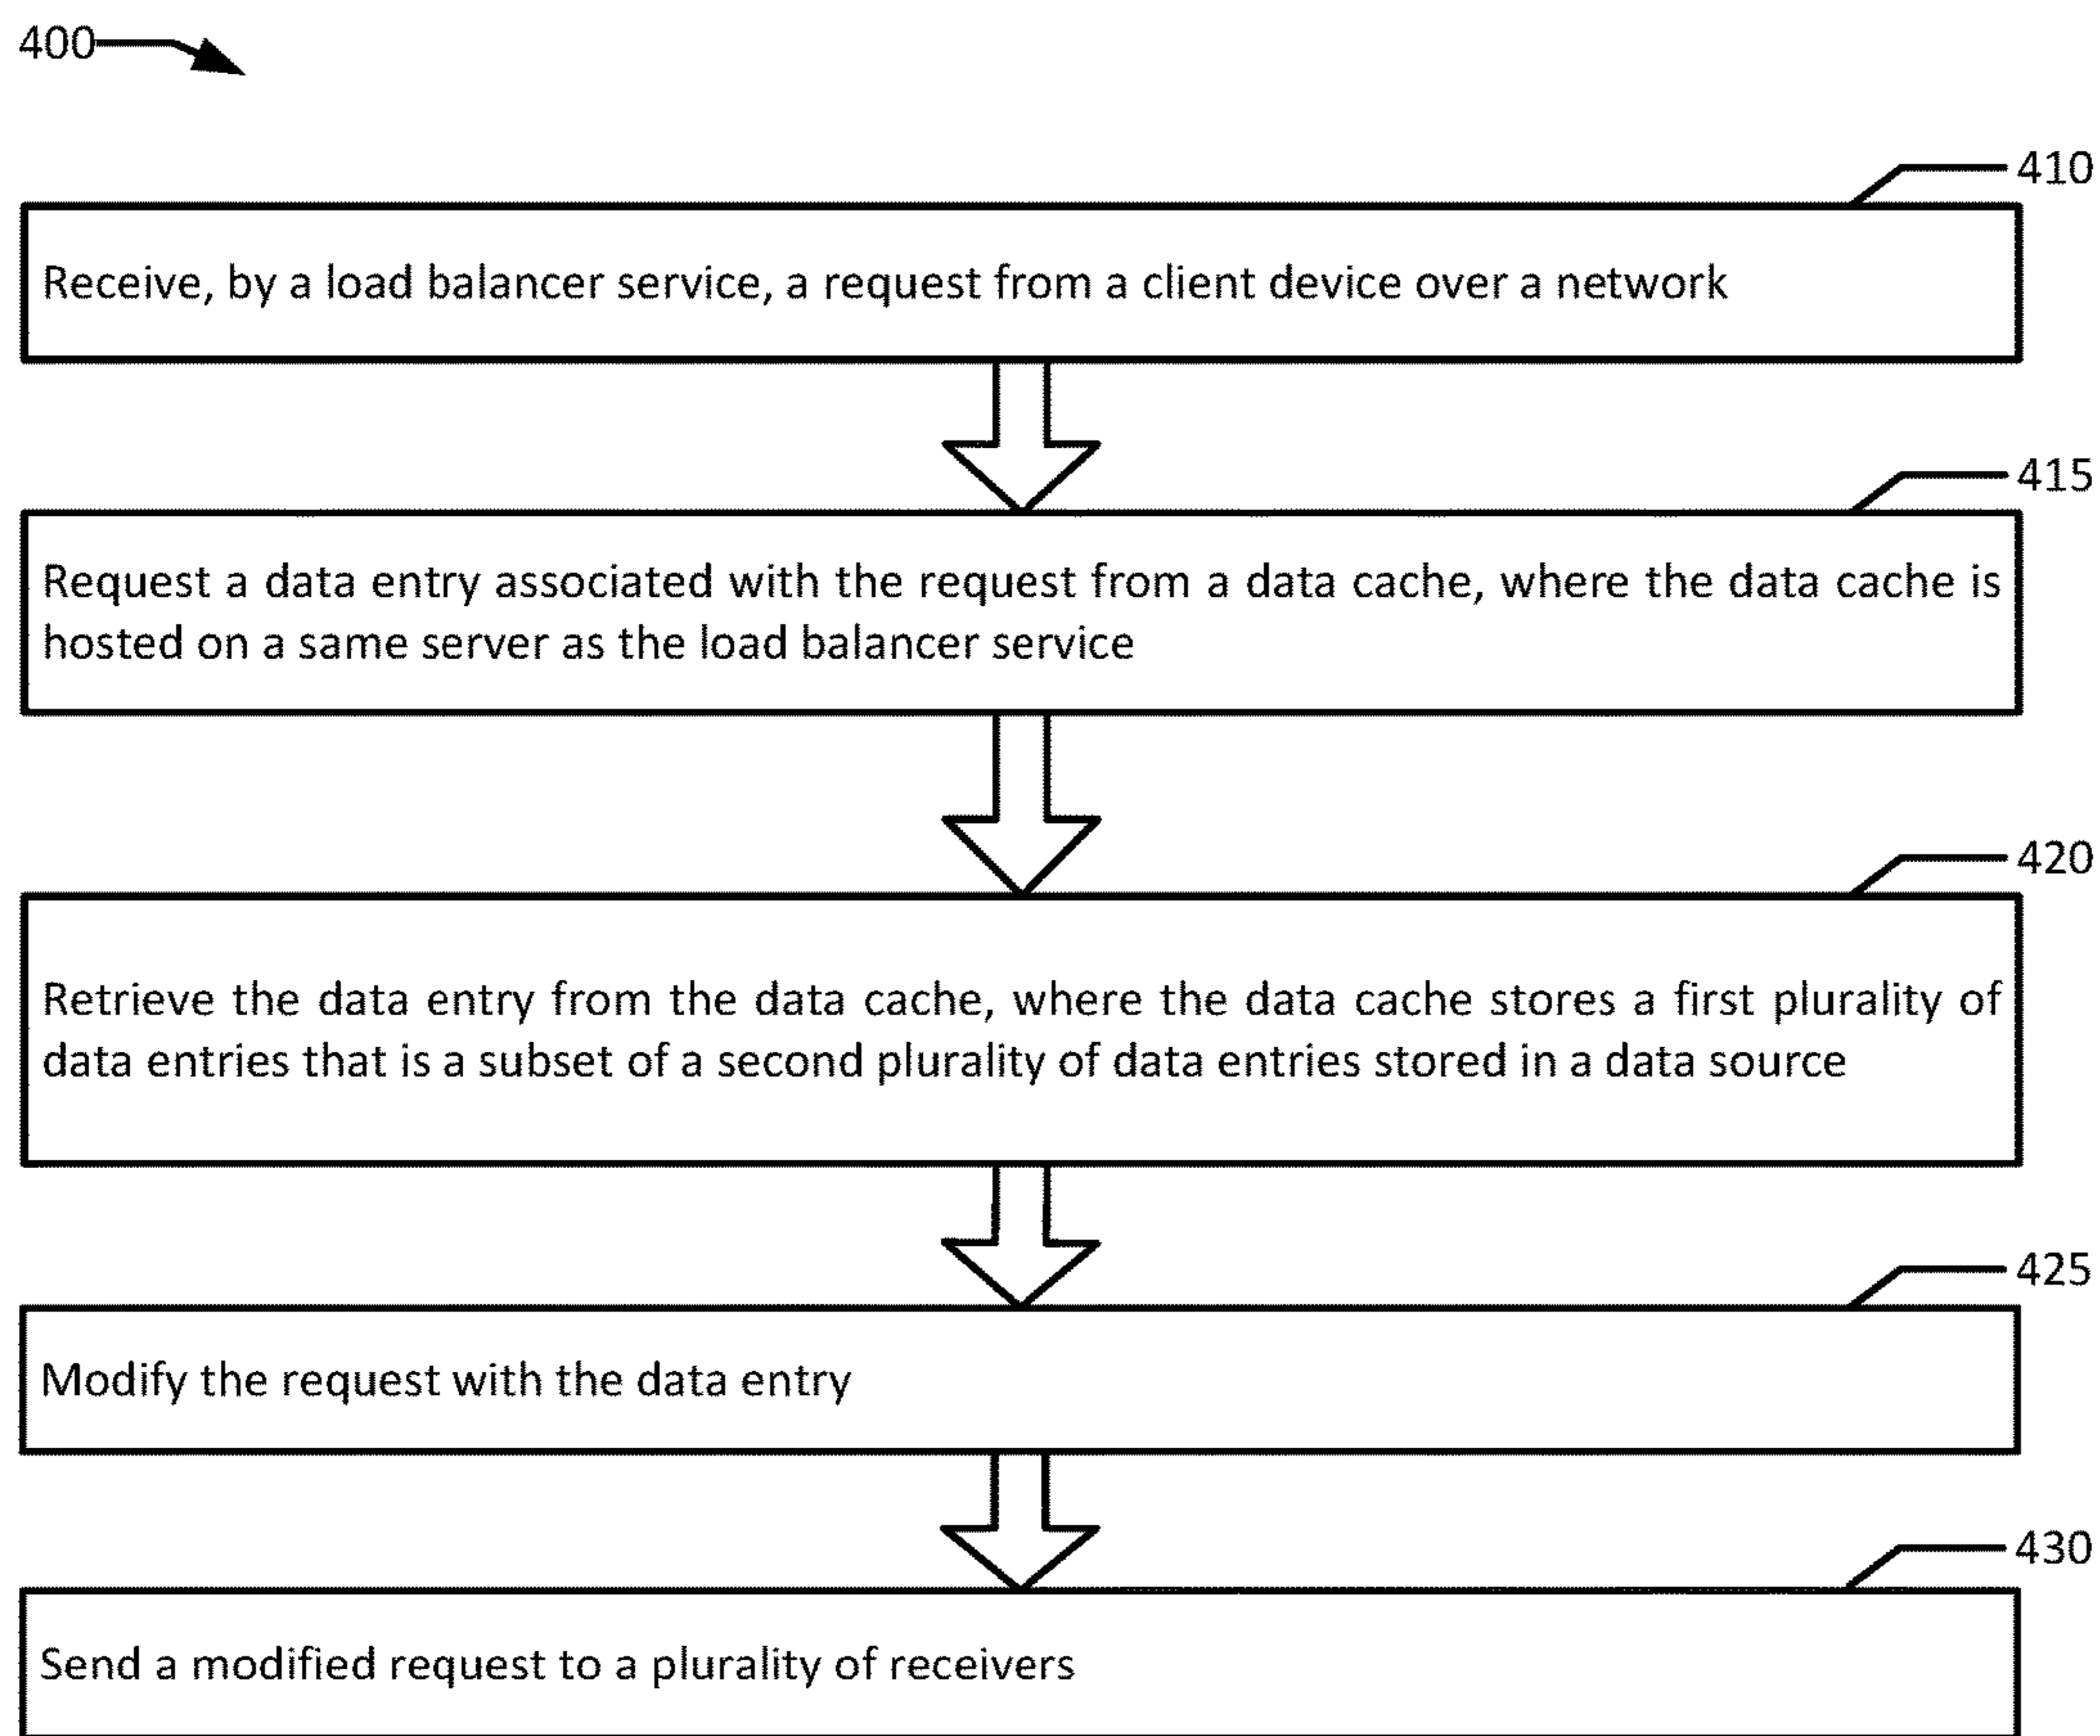 400
410
Receive, by a load balancer service, a request from a client device over a network
415
Request a data entry associated with the request from a data cache, where the data cache is
hosted on a same server as the load balancer service
420
Retrieve the data entry from the data cache, where the data cache stores a first plurality of
data entries that is a subset of a second plurality of data entries stored in a data source
425
Modify the request with the data entry
430
Send a modified request to a plurality of receivers